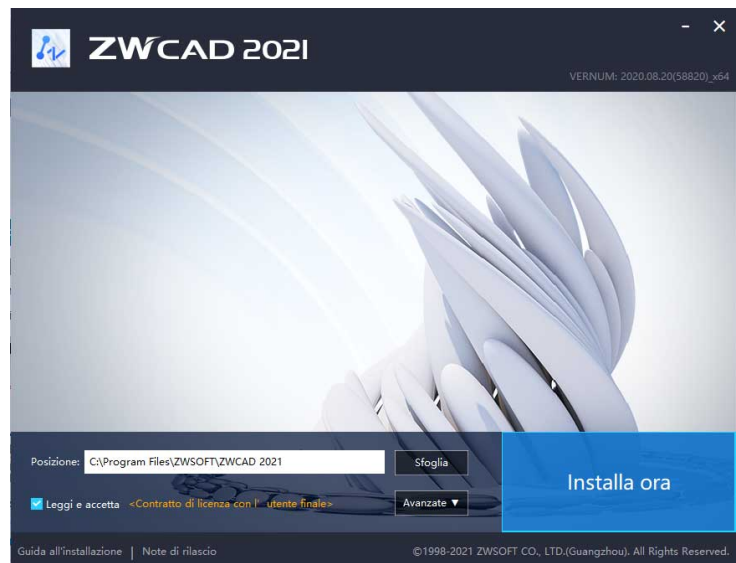 ZWCAD 2021
VERNUM: 2020.08.20(58820)_x64
Posizione: C:\Program Files\ZWSOFT\ZWCAD 2021 Sfoglia
Installa ora
Leggi e accetta <Contratto di licenza con l' utente finale> Avanzate ▼
Guida all'installazione | Note di rilascio ©1998-2021 ZWSOFT CO., LTD.(Guangzhou). All Rights Reserved.